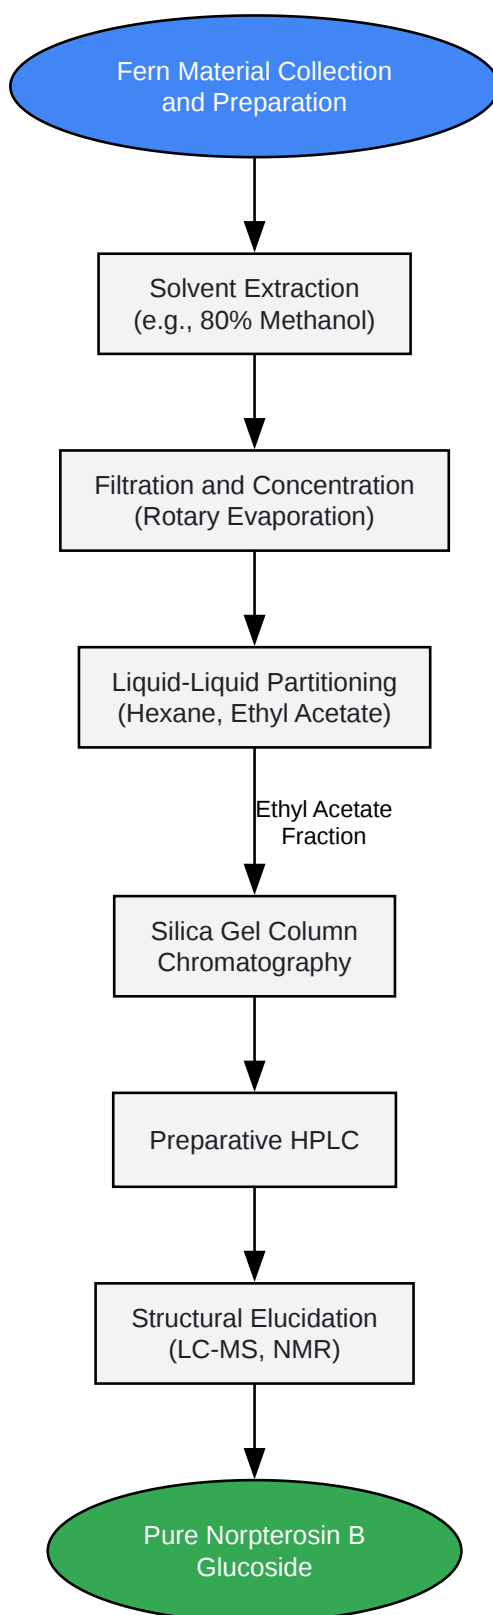 Fern Material Collection
and Preparation
Solvent Extraction
(e.g., 80% Methanol)
Filtration and Concentration
(Rotary Evaporation)
Liquid-Liquid Partitioning
(Hexane, Ethyl Acetate)
Ethyl Acetate
Fraction
Silica Gel Column
Chromatography
Preparative HPLC
Structural Elucidation
(LC-MS, NMR)
Pure Norpterosin B
Glucoside